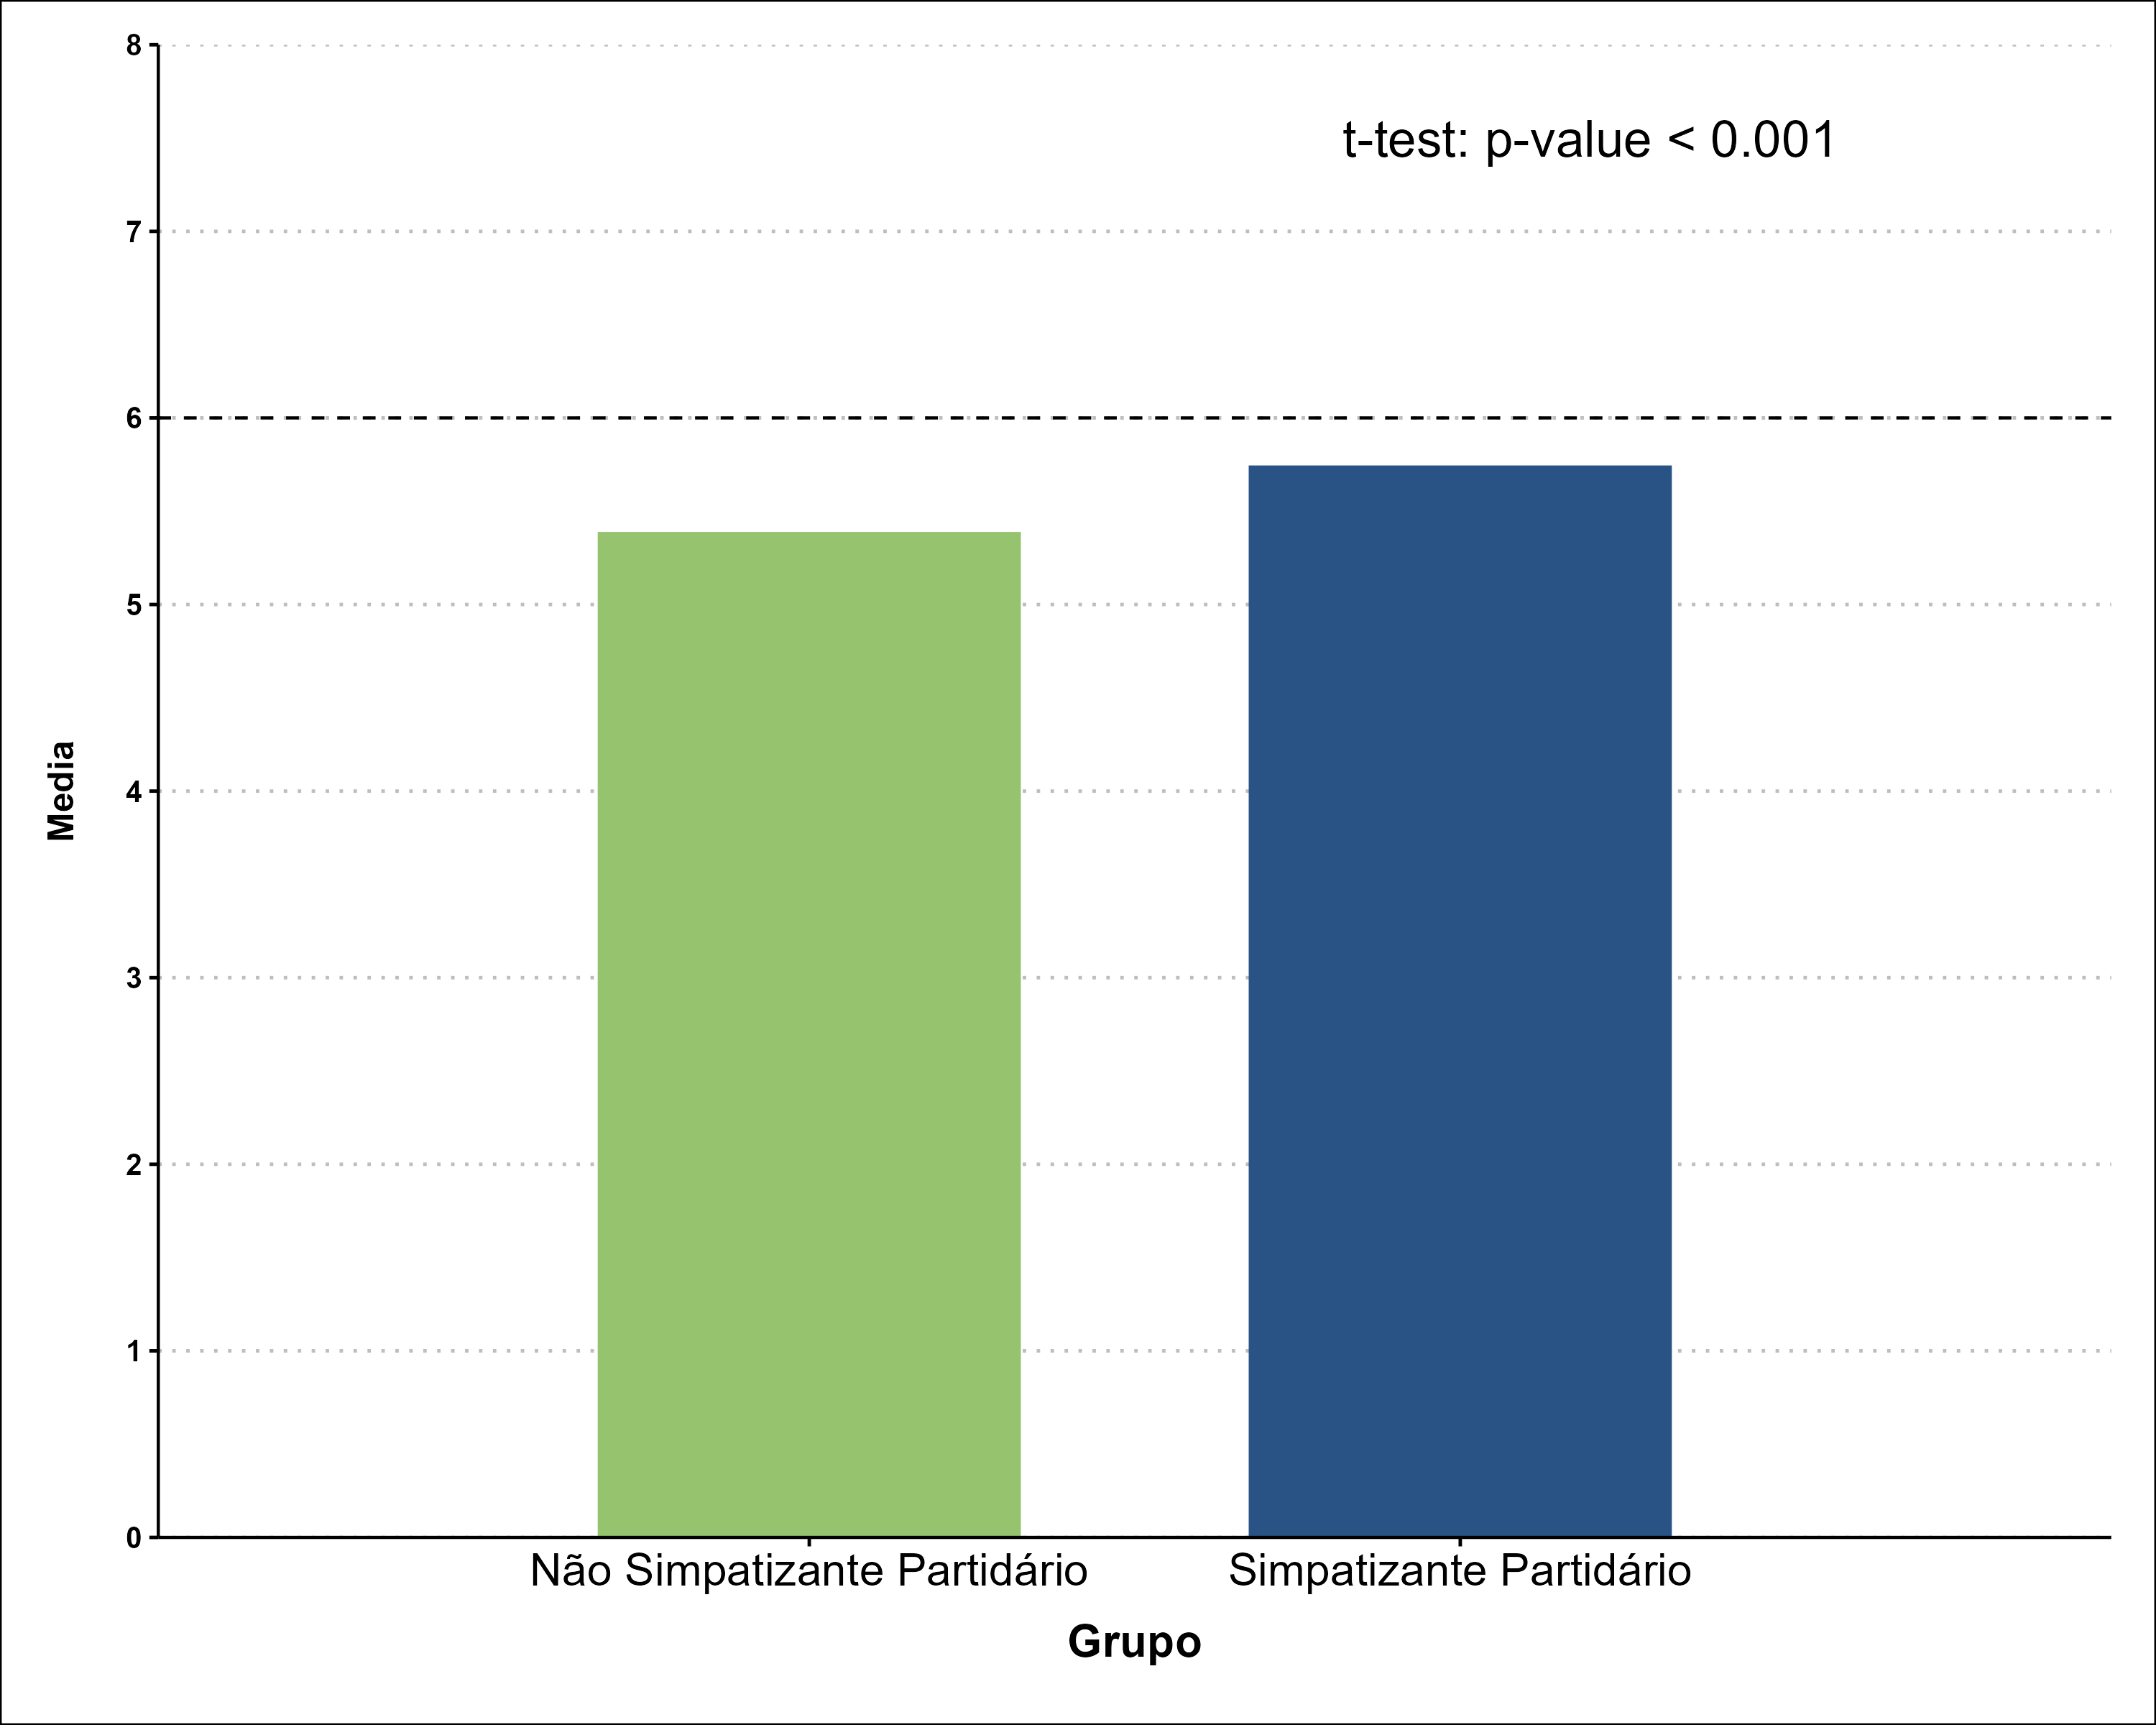 8
t-test: p-value < 0.001
7
6
5
4
Media
3
2
1
0
Não Simpatizante Partidário Simpatizante Partidário
Grupo